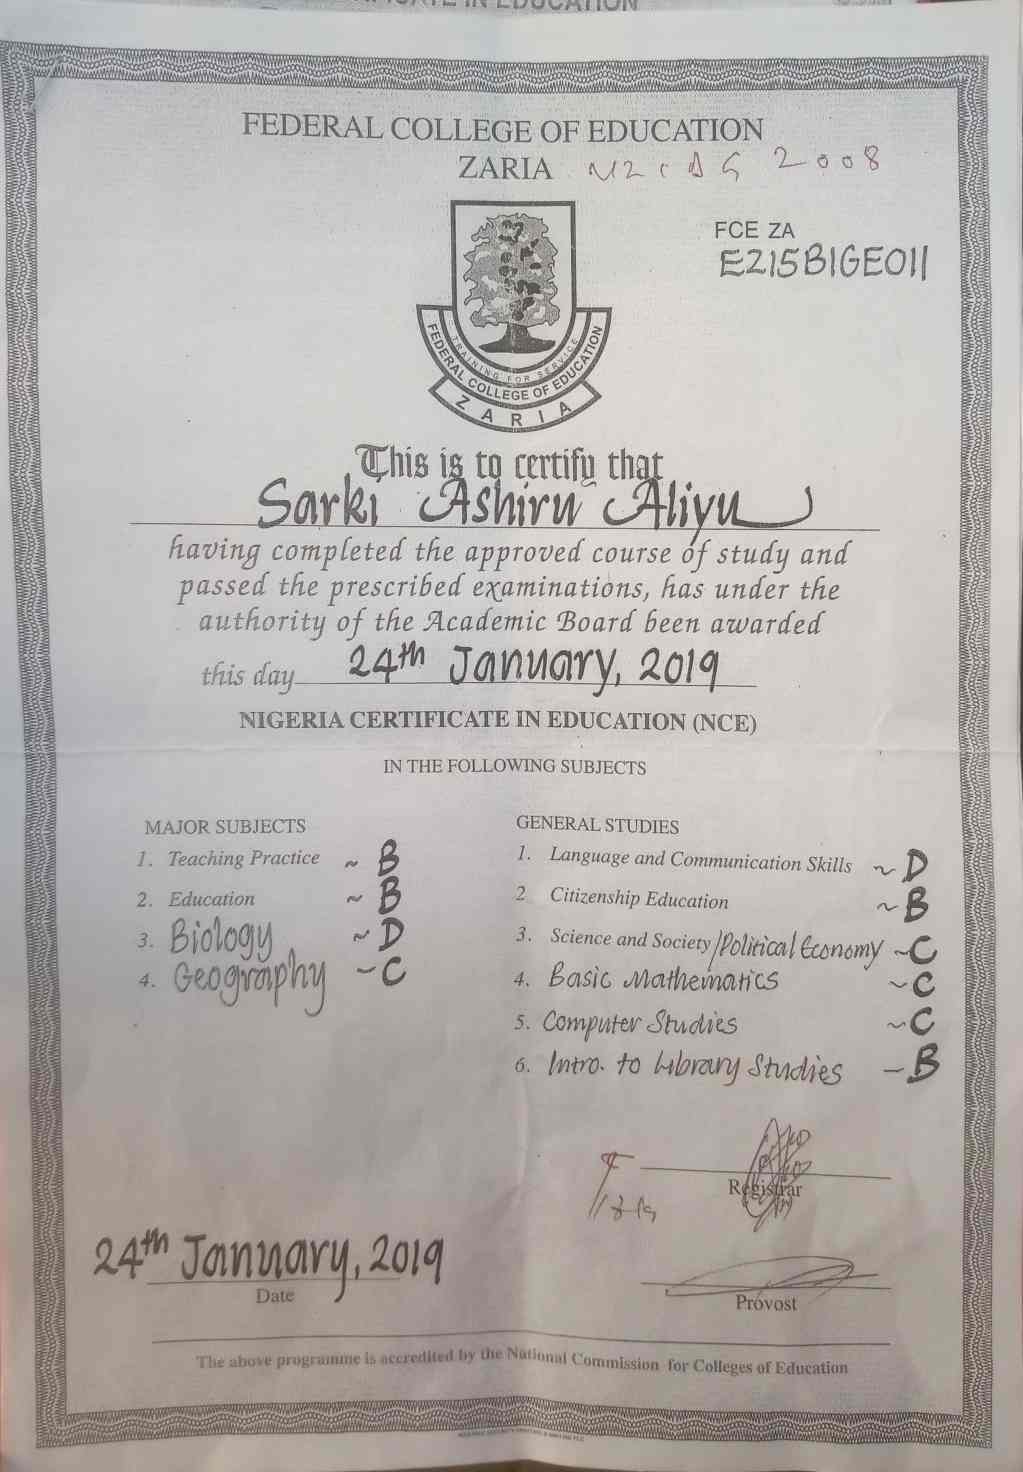 FEDERAL COLLEGE OF EDUCATION
ZARIA
2008
FCE ZA
E215BIGE011
TRAINING FOR SERVICE
FEDERAL COLLEGE OF EDUCATION
ZARIA
This is to certify that
Sarki Ashiru Aliyu
having completed the approved course of study and
passed the prescribed examinations, has under the
authority of the Academic Board been awarded
this day 24th January, 2019
NIGERIA CERTIFICATE IN EDUCATION (NCE)
IN THE FOLLOWING SUBJECTS
MAJOR SUBJECTS
1. Teaching Practice ~ B
2. Education ~ B
3. Biology ~ D
4. Geography ~ C
GENERAL STUDIES
1. Language and Communication Skills ~ D
2 Citizenship Education ~ B
3. Science and Society/Political Economy ~ C
4. Basic Mathematics ~ C
5. Computer Studies ~ C
6. Intro. to Library Studies - B
Registrar
24th January, 2019
Date
Provost
The above programme is accredited by the National Commission for Colleges of Education